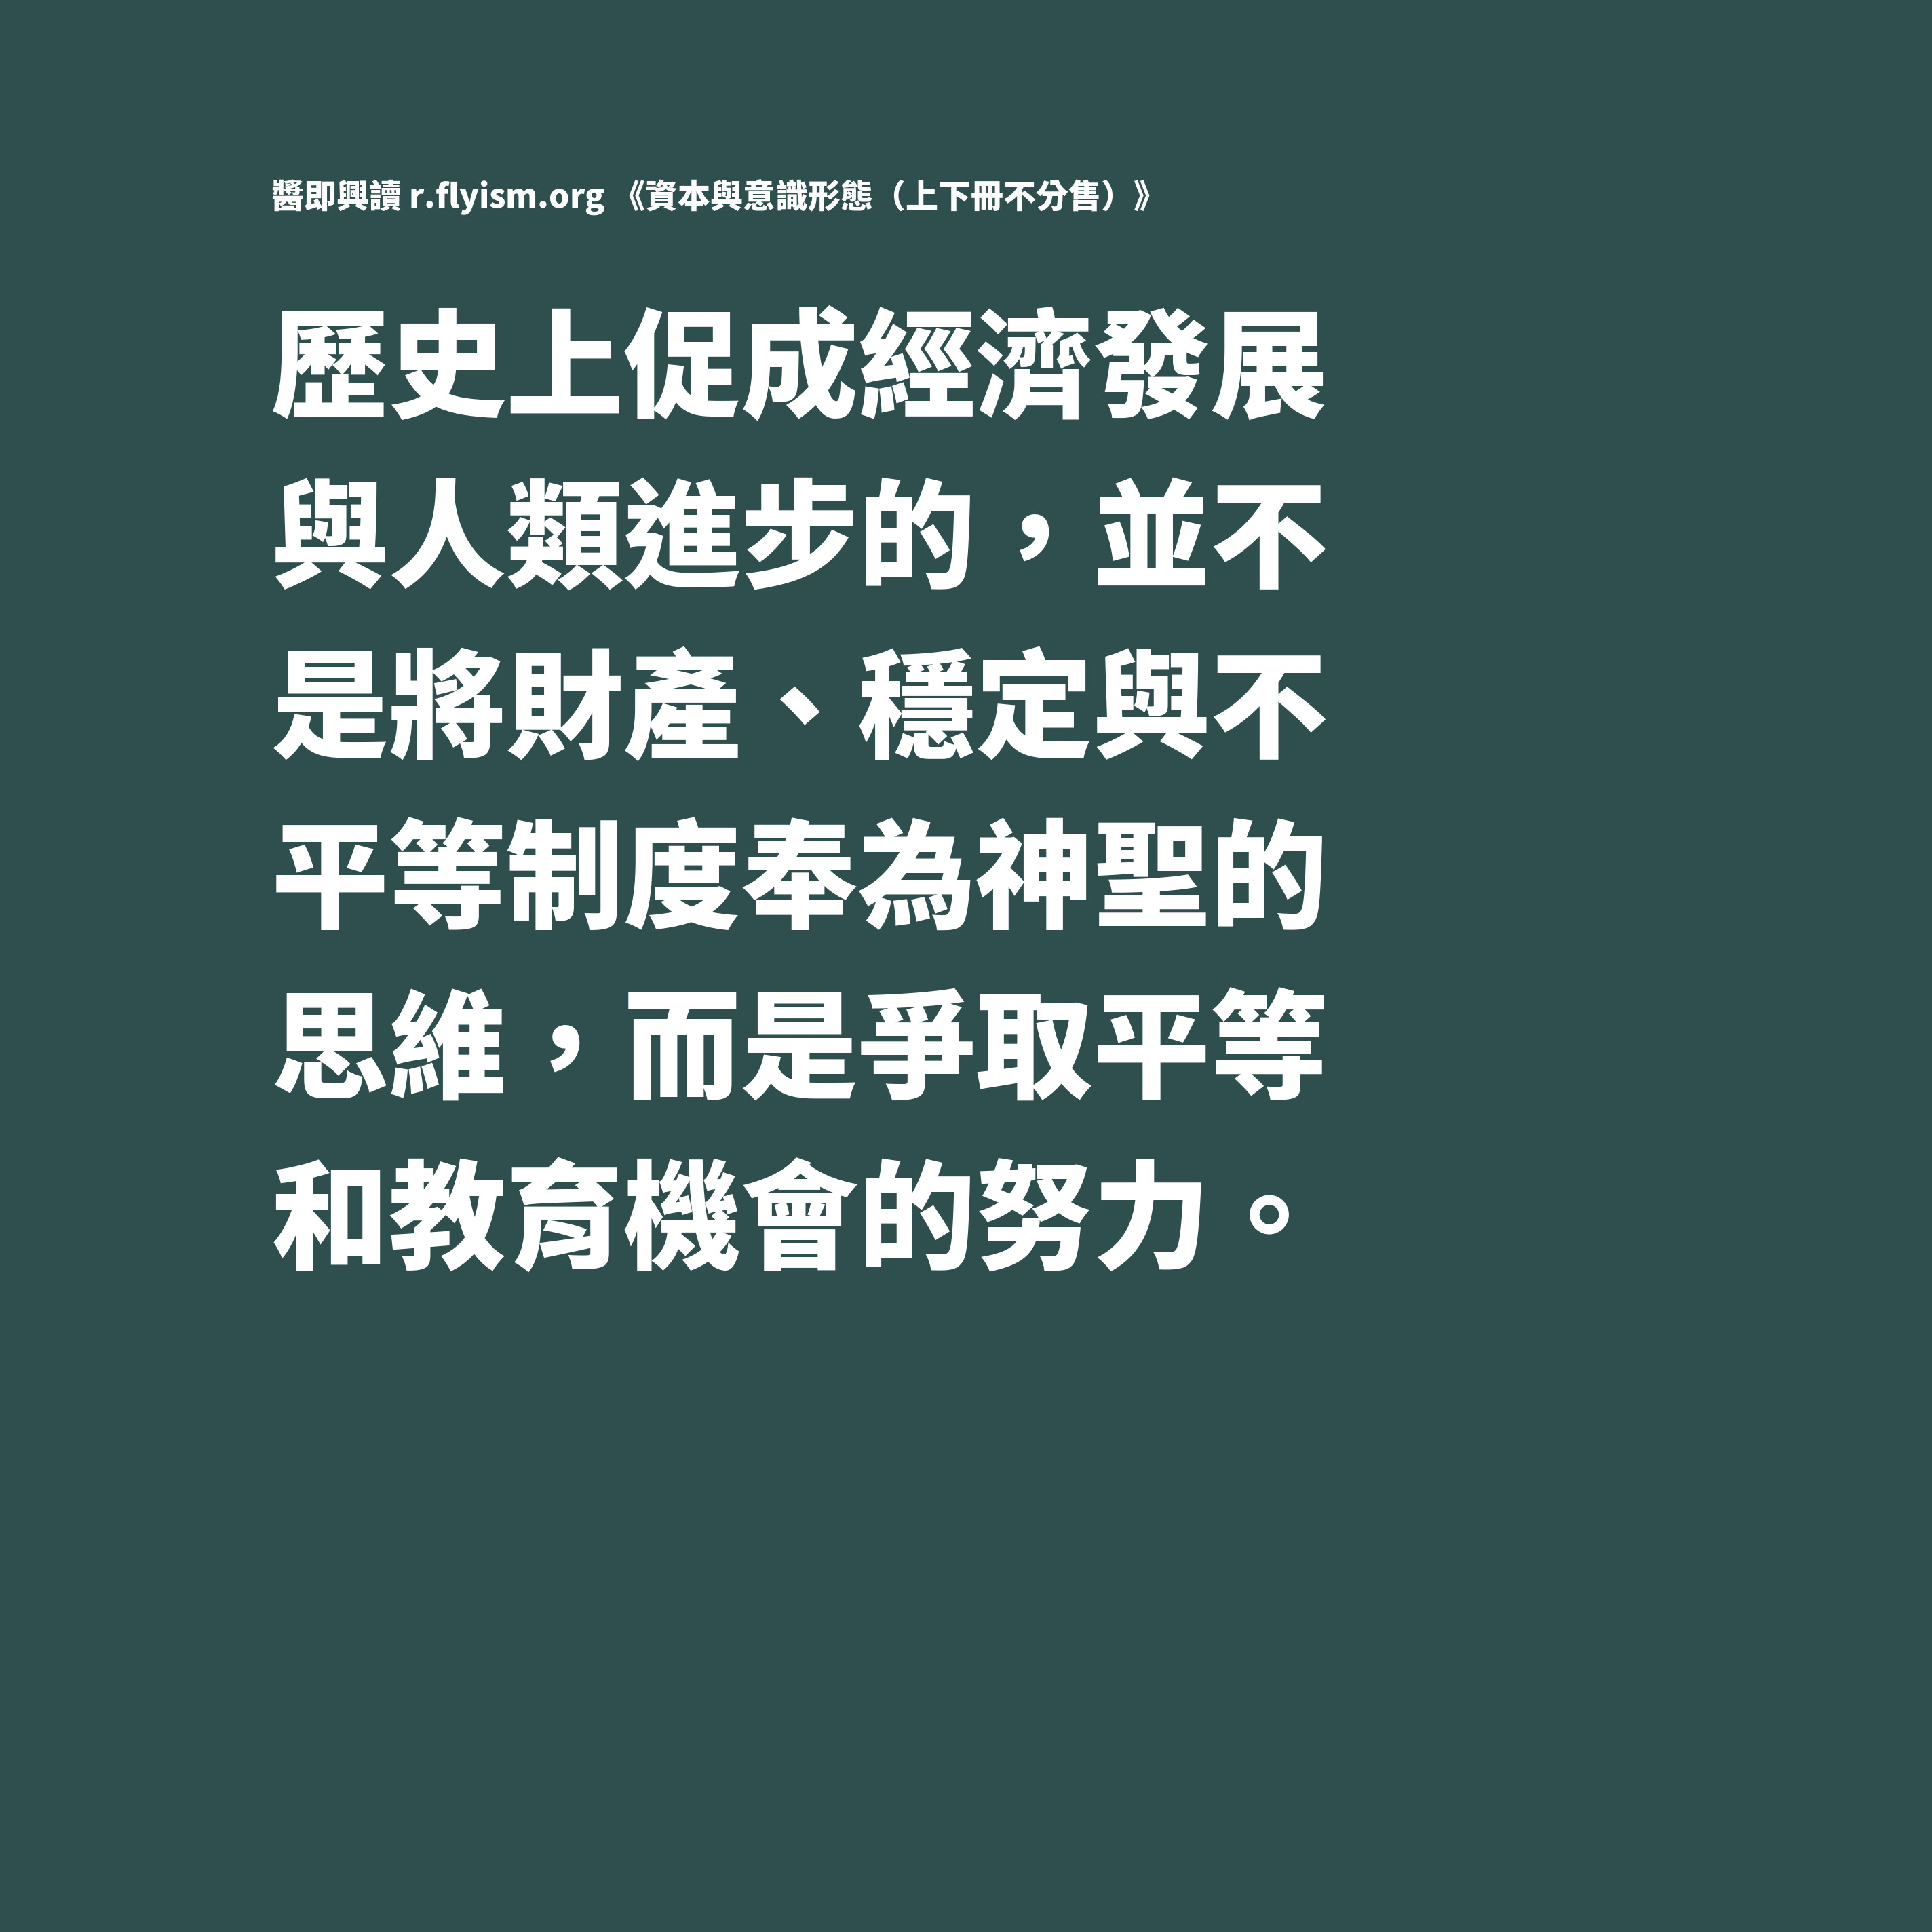 醫即興讀 r.flyism.org《資本與意識形態（上下冊不分售）》
歷史上促成經濟發展
與人類進步的，並不
是將財產、穩定與不
平等制度奉為神聖的
思維，而是爭取平等
和教育機會的努力。